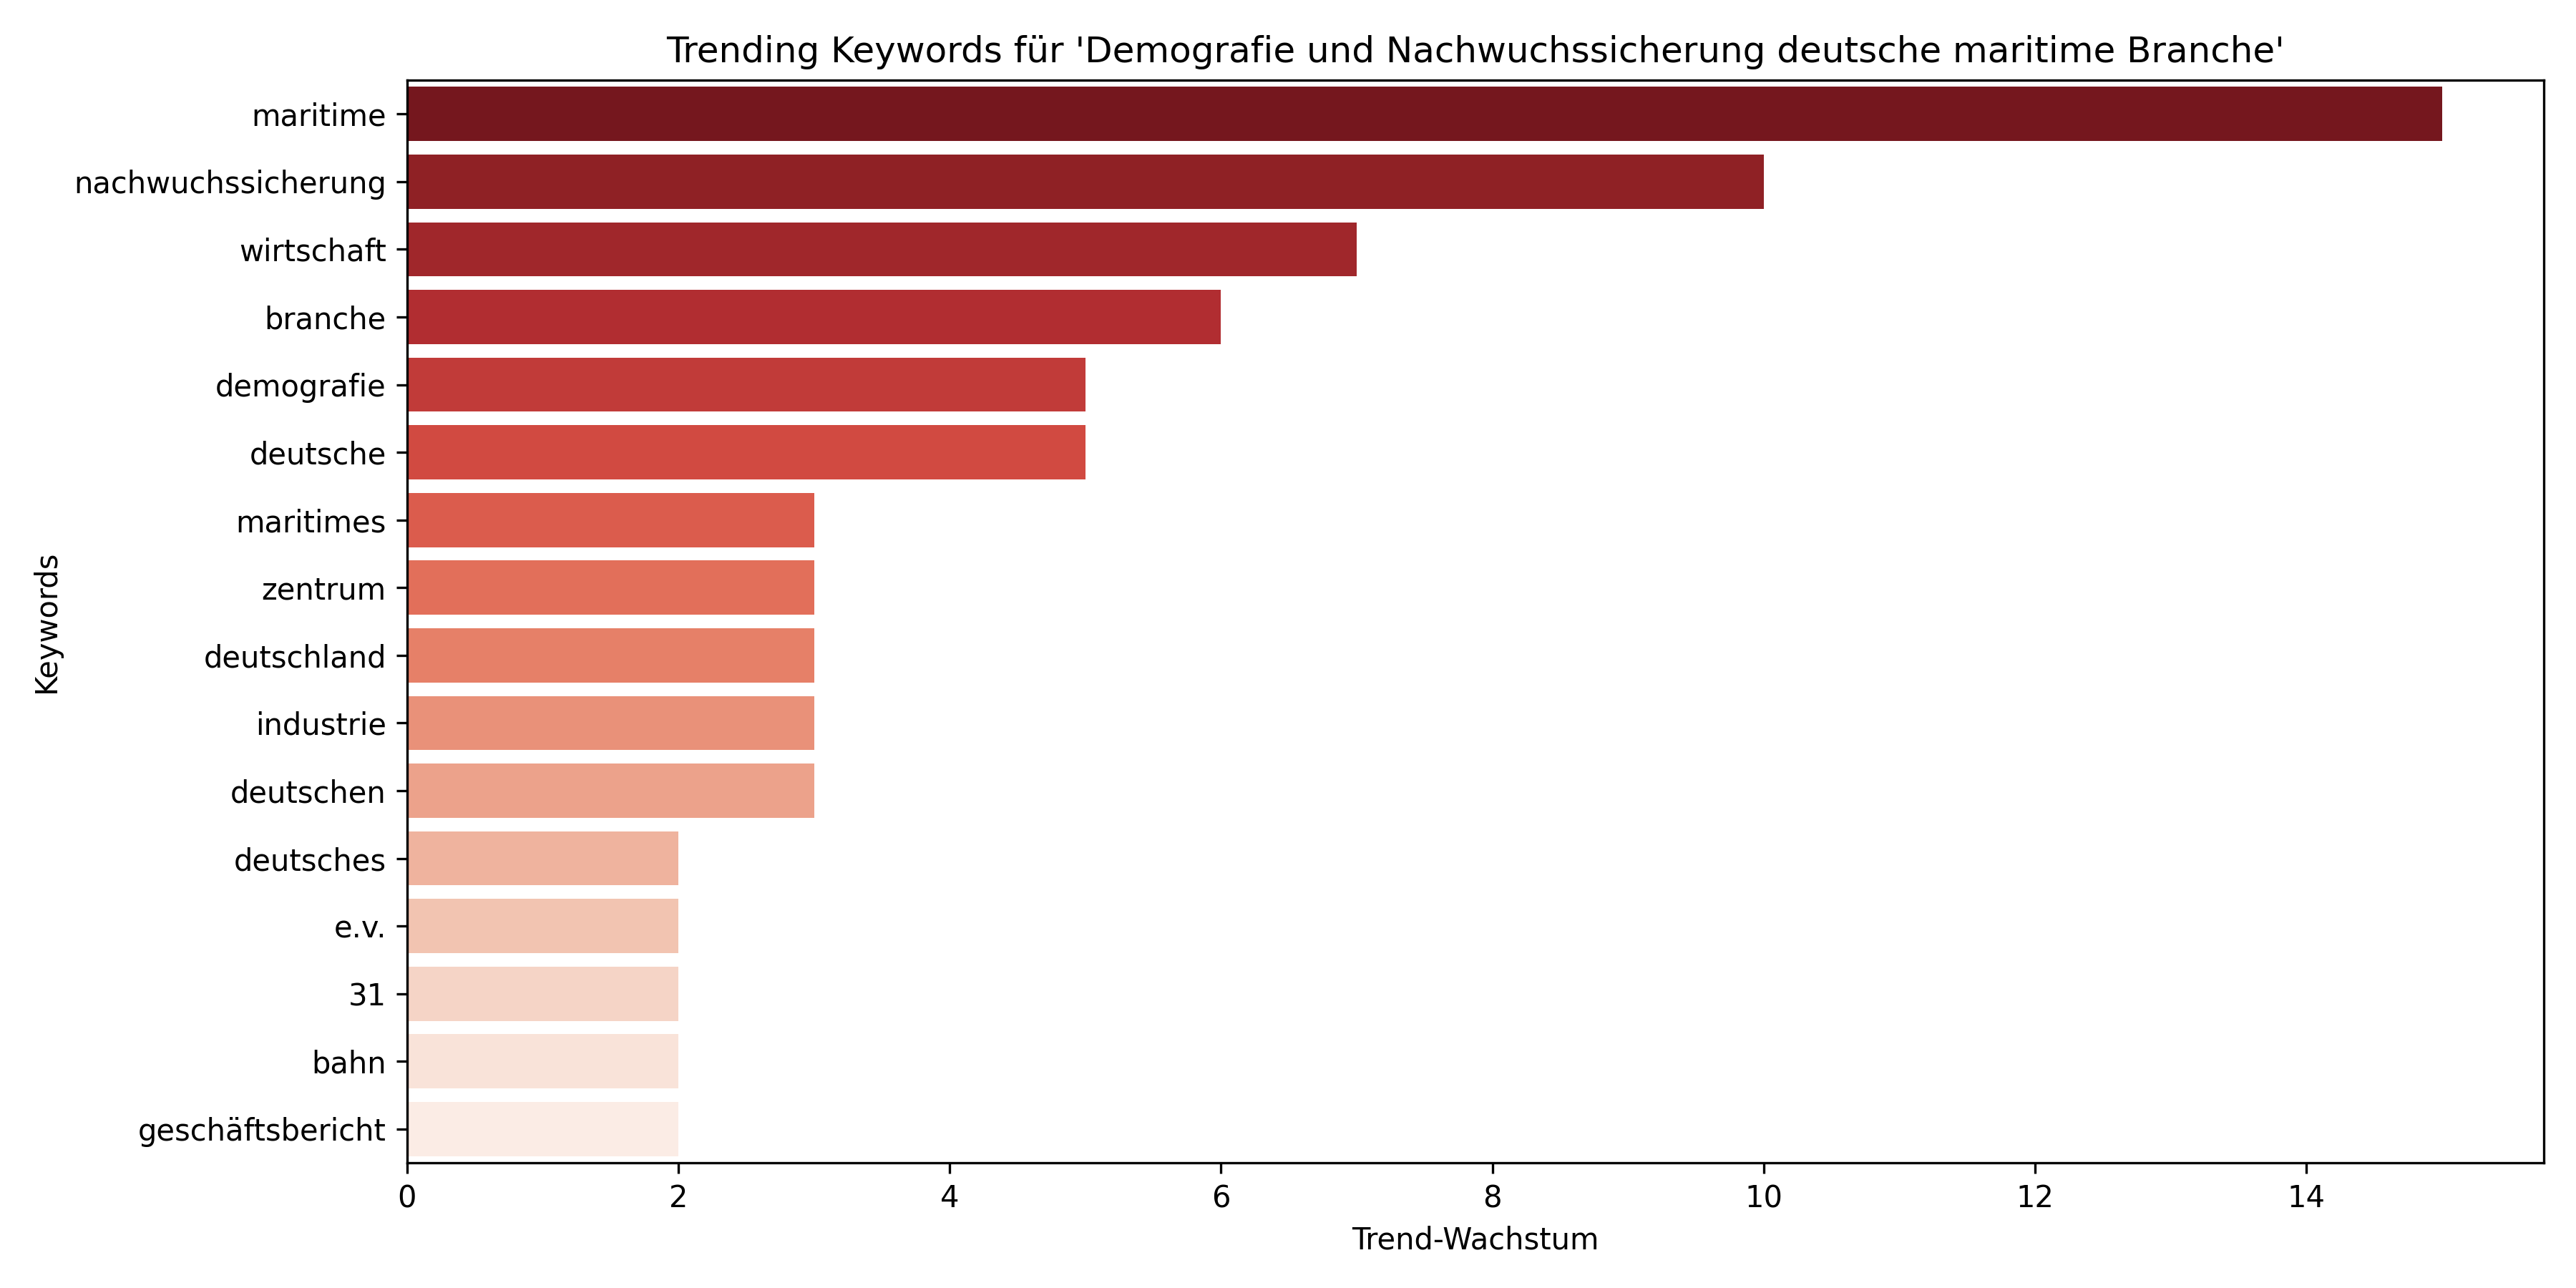 Trending Keywords für 'Demografie und Nachwuchssicherung deutsche maritime Branche'
maritime
nachwuchssicherung
wirtschaft
branche
demografie
deutsche
maritimes
zentrum
deutschland
industrie
deutschen
deutsches
e.v.
31
bahn
geschäftsbericht
Keywords
0 2 4 6 8 10 12 14
Trend-Wachstum